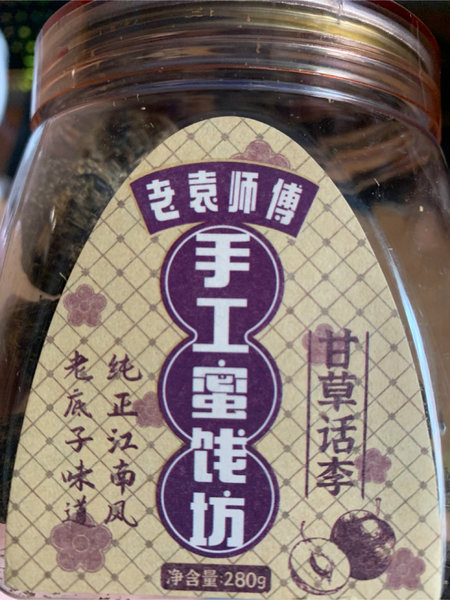 老袁师傅
手工蜜饯坊
甘草话李
纯正江南风
老底子味道
净含量:280g